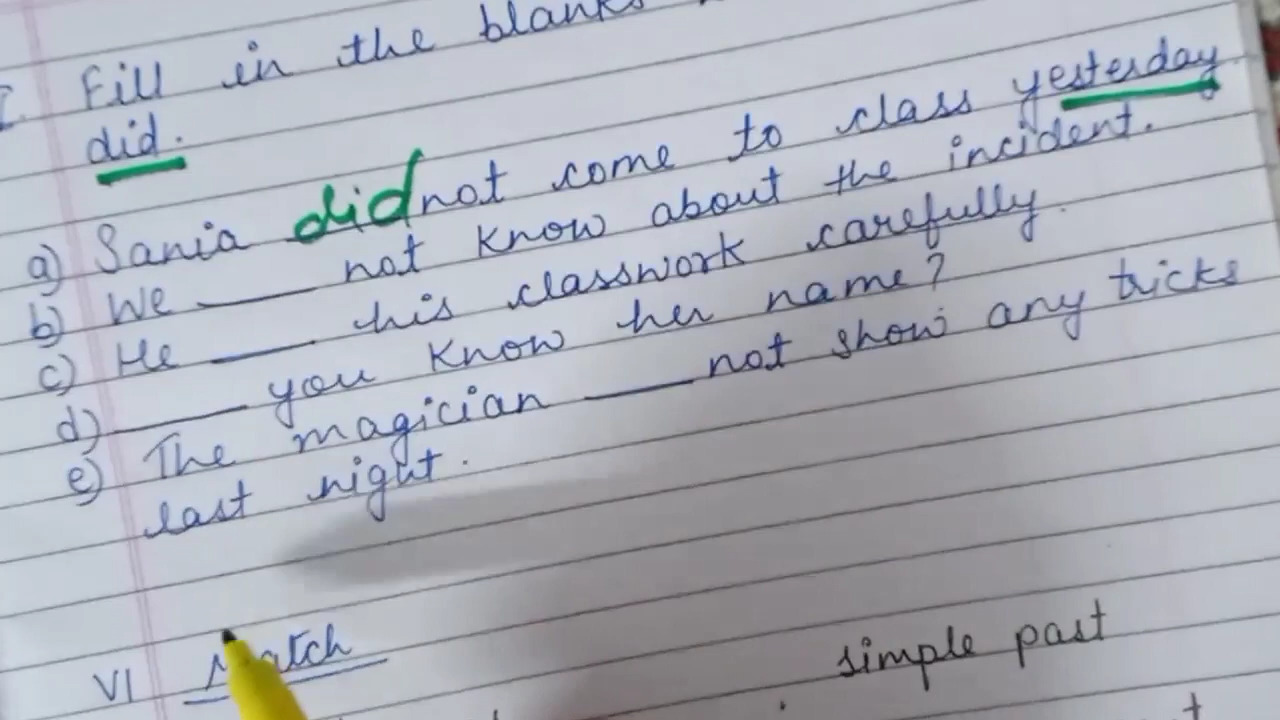 Fill in the blanks
did.
a) Sania did not come to class yesterday
b) We ____ not know about the incident.
c) He ____ his classwork carefully.
d) ____ you know her name?
e) The magician ____ not show any tricks
last night.
VI Match
simple past